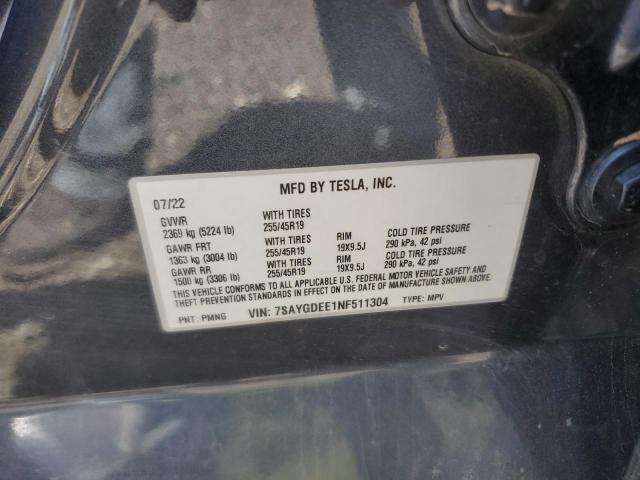 MFD BY TESLA, INC.
07/22
GVWR WITH TIRES
2369 kg (5224 lb) 255/45R19
GAWR FRT WITH TIRES RIM COLD TIRE PRESSURE
1363 kg (3004 lb) 255/45R19 19X9.5J 290 kPa, 42 psi
GAWR RR WITH TIRES RIM COLD TIRE PRESSURE
1500 kg (3306 lb) 255/45R19 19X9.5J 290 kPa, 42 psi
THIS VEHICLE CONFORMS TO ALL APPLICABLE U.S. FEDERAL MOTOR VEHICLE SAFETY AND
THEFT PREVENTION STANDARDS IN EFFECT ON THE DATE OF MANUFACTURE SHOWN ABOVE.
PNT: PMNG VIN: 7SAYGDEE1NF511304 TYPE: MPV